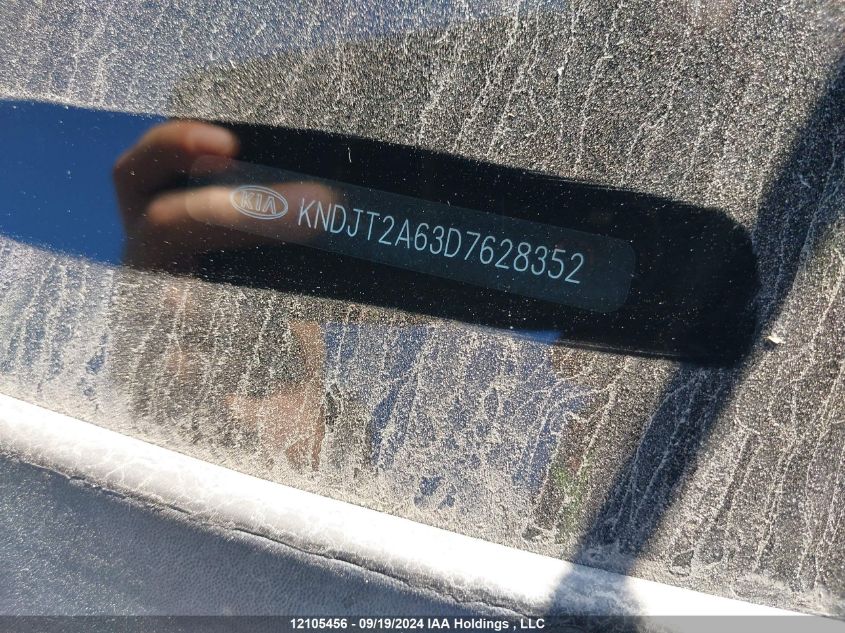 KIA KNDJT2A63D7628352
12105456 - 09/19/2024 IAA Holdings , LLC